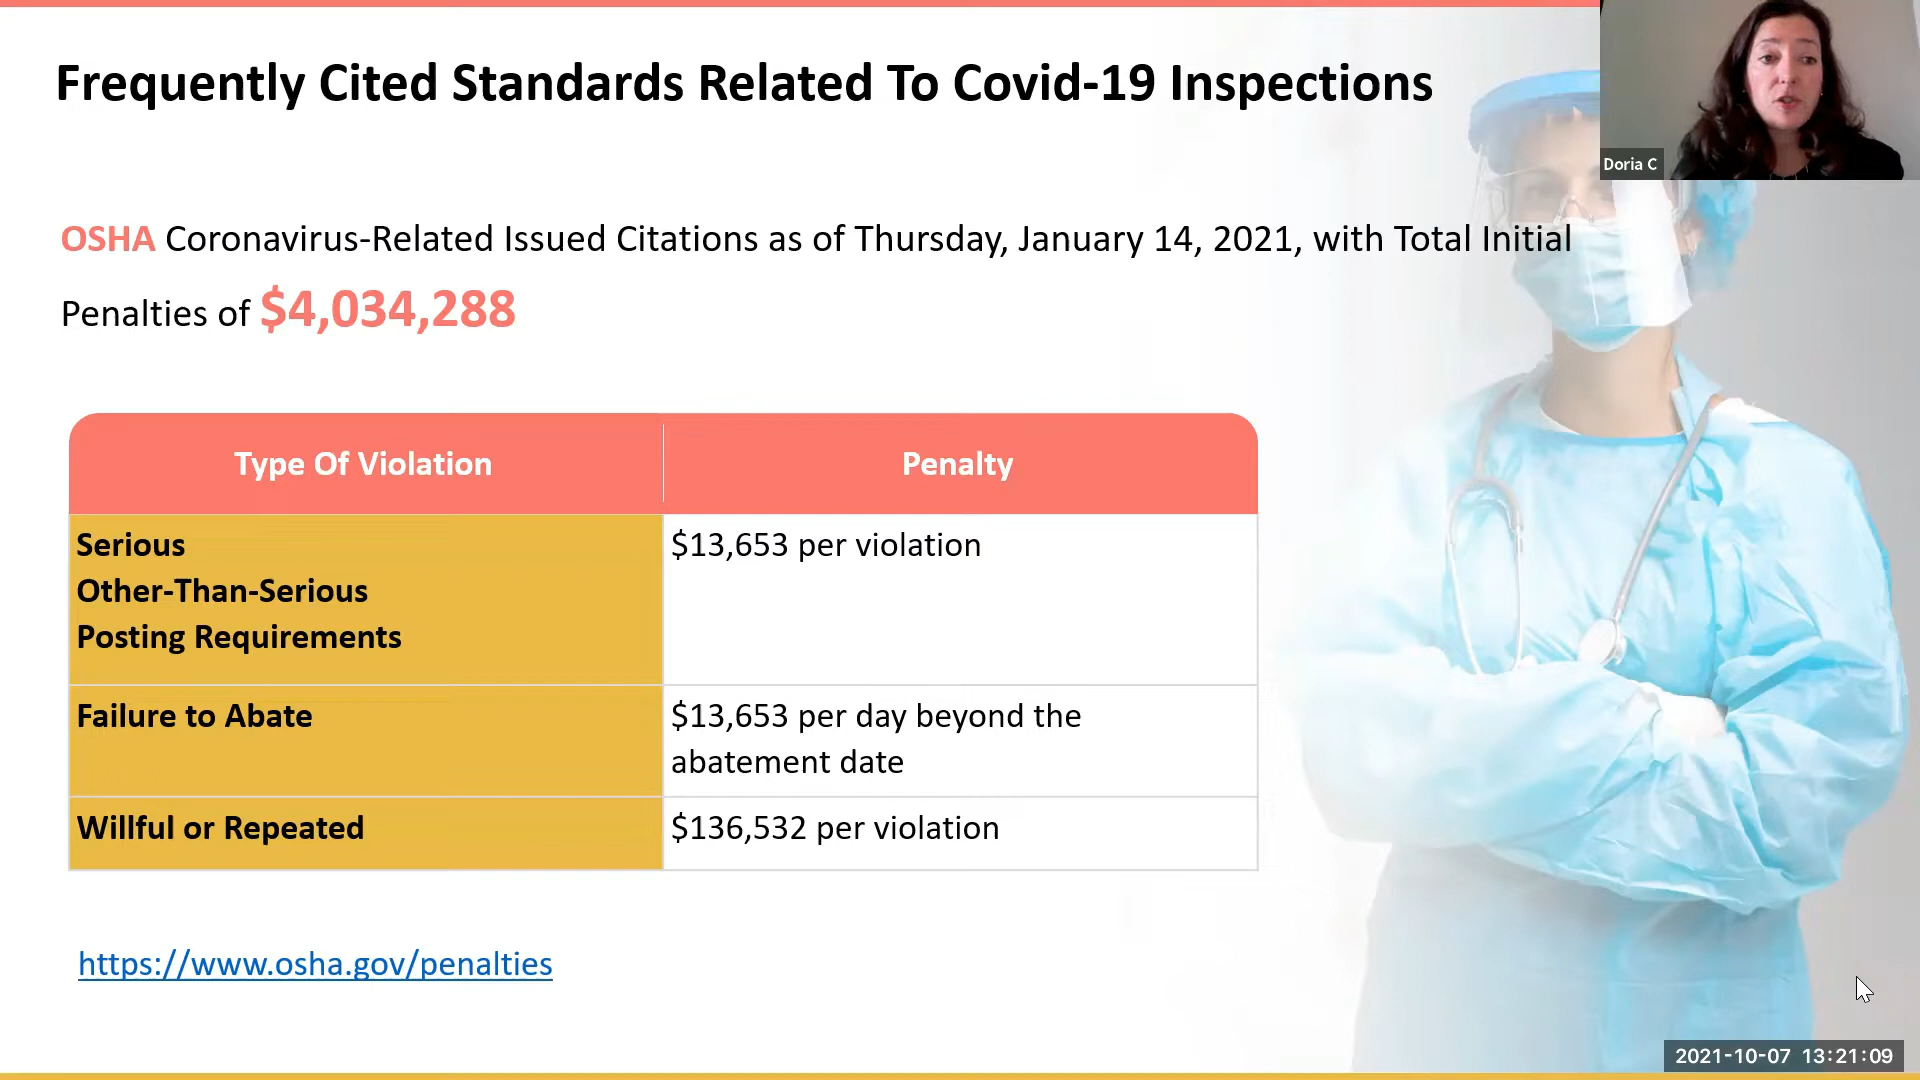 Frequently Cited Standards Related To Covid-19 Inspections
Doria C
OSHA Coronavirus-Related Issued Citations as of Thursday, January 14, 2021, with Total Initial
Penalties of $4,034,288
Type Of Violation
Penalty
Serious
$13,653 per violation
Other-Than-Serious
Posting Requirements
Failure to Abate
$13,653 per day beyond the
abatement date
Willful or Repeated
$136,532 per violation
https://www.osha.gov/penalties
2021-10-07 13:21:09